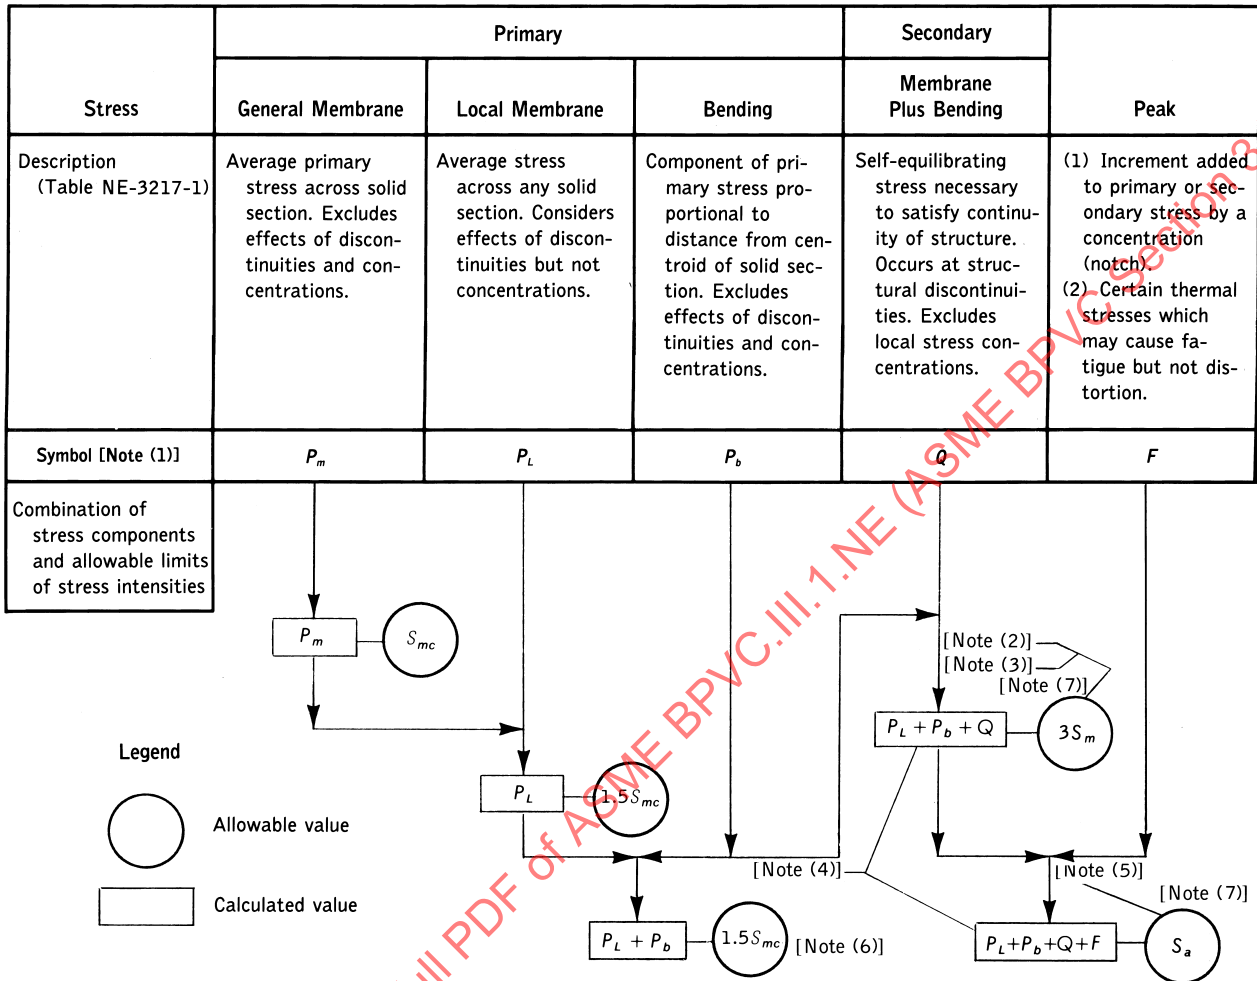 Stress
Primary
Secondary
Peak
General Membrane
Local Membrane
Bending
Membrane
Plus Bending
Description
(Table NE-3217-1)
Average primary
stress across solid
section. Excludes
effects of discon-
tinuities and con-
centrations.
Average stress
across any solid
section. Considers
effects of discon-
tinuities but not
concentrations.
Component of pri-
mary stress pro-
portional to
distance from cen-
troid of solid sec-
tion. Excludes
effects of discon-
tinuities and con-
centrations.
Self-equilibrating
stress necessary
to satisfy continu-
ity of structure.
Occurs at struc-
tural discontinui-
ties. Excludes
local stress con-
centrations.
(1) Increment added
to primary or sec-
ondary stress by a
concentration
(notch).
(2) Certain thermal
stresses which
may cause fa-
tigue but not dis-
tortion.
Symbol [Note (1)]
Pm
PL
Pb
Q
F
Combination of
stress components
and allowable limits
of stress intensities
Pm
Smc
[Note (2)]
[Note (3)]
[Note (7)]
PL + Pb + Q
3Sm
Legend
PL
1.5Smc
Allowable value
[Note (4)]
[Note (5)]
[Note (7)]
Calculated value
PL + Pb
1.5Smc
[Note (6)]
PL+Pb+Q+F
Sa
ull PDF of ASME BPVC.III.1.NE (ASME BPVC Section 3